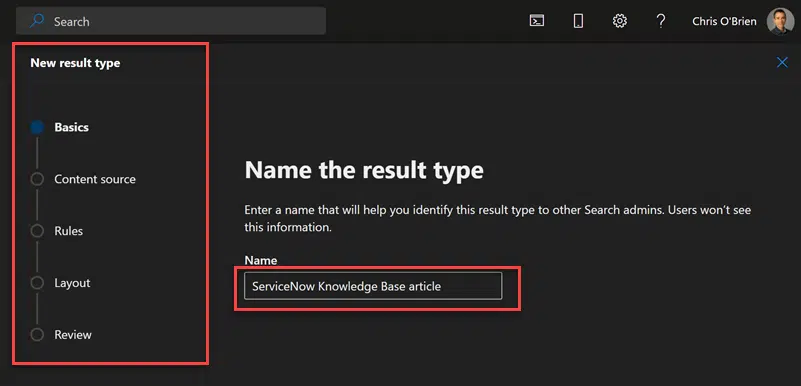 Search
Chris O'Brien
New result type
Basics
Content source
Rules
Layout
Review
Name the result type
Enter a name that will help you identify this result type to other Search admins. Users won't see
this information.
Name
ServiceNow Knowledge Base article